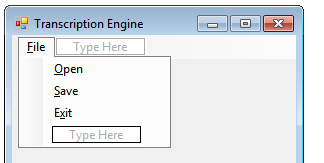 Transcription Engine
File Type Here
Open
Save
Exit
Type Here